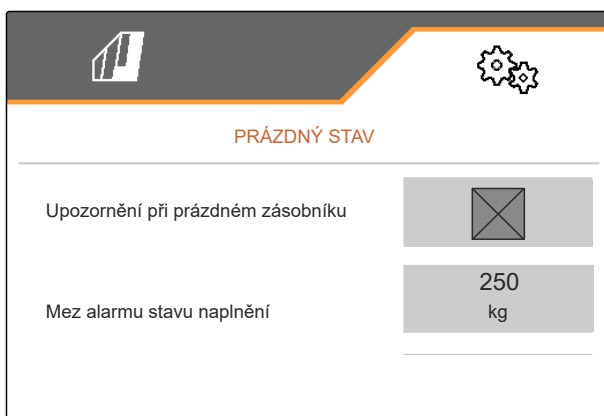 PRÁZDNÝ STAV
Upozornění při prázdném zásobníku
Mez alarmu stavu naplnění
250
kg